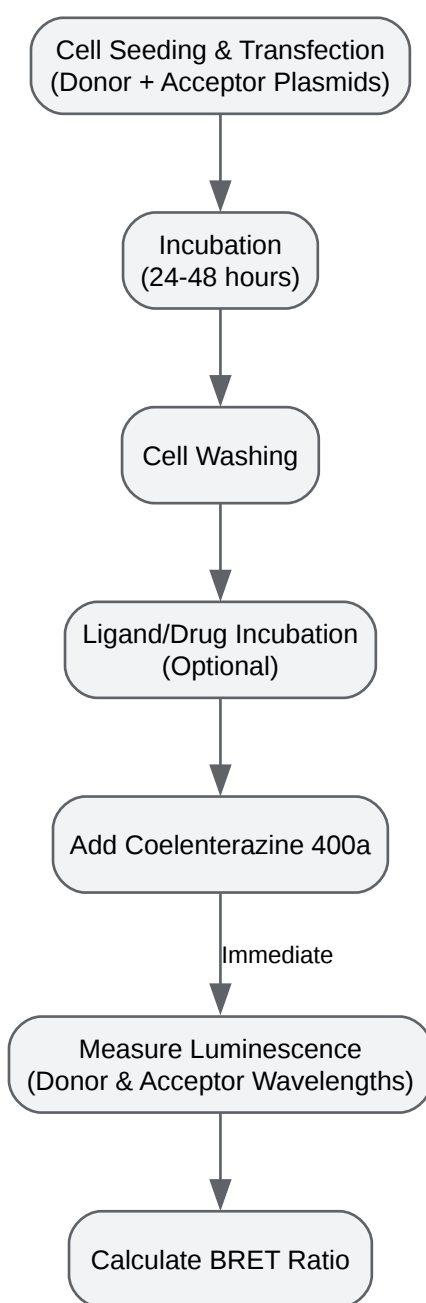 Cell Seeding & Transfection
(Donor + Acceptor Plasmids)
Incubation
(24-48 hours)
Cell Washing
Ligand/Drug Incubation
(Optional)
Add Coelenterazine 400a
Immediate
Measure Luminescence
(Donor & Acceptor Wavelengths)
Calculate BRET Ratio